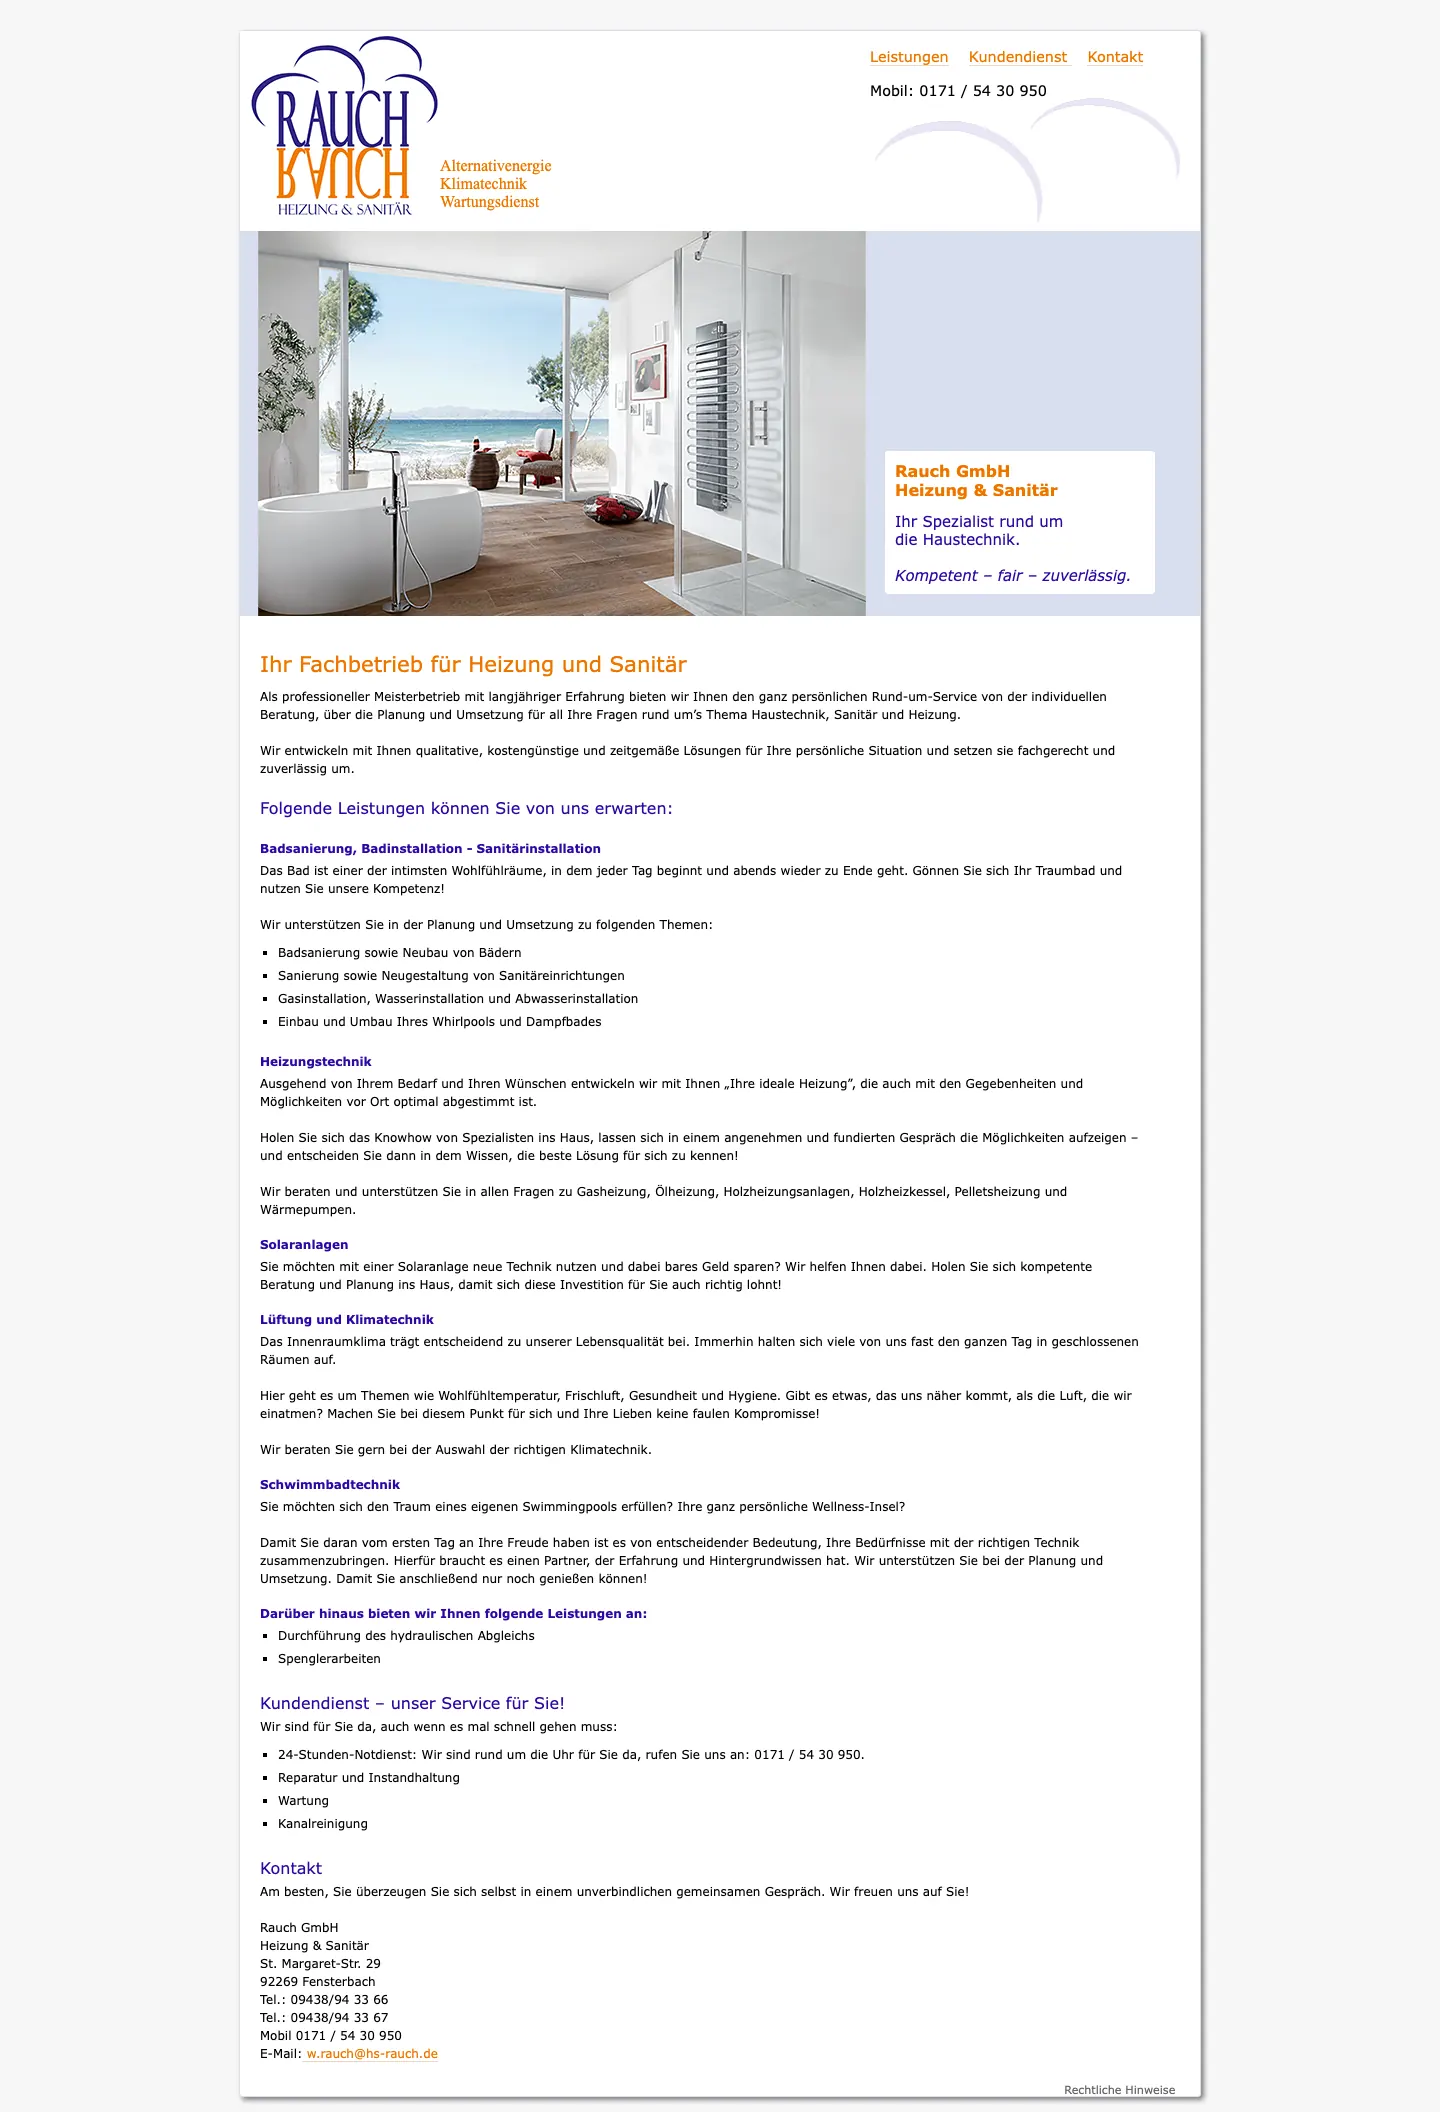 Leistungen Kundendienst Kontakt
Mobil: 0171 / 54 30 950
RAUCH
RAUCH
HEIZUNG & SANITÄR
Alternativenergie
Klimatechnik
Wartungsdienst
Rauch GmbH
Heizung & Sanitär
Ihr Spezialist rund um
die Haustechnik.
Kompetent – fair – zuverlässig.
Ihr Fachbetrieb für Heizung und Sanitär
Als professioneller Meisterbetrieb mit langjähriger Erfahrung bieten wir Ihnen den ganz persönlichen Rund-um-Service von der individuellen
Beratung, über die Planung und Umsetzung für all Ihre Fragen rund um’s Thema Haustechnik, Sanitär und Heizung.
Wir entwickeln mit Ihnen qualitative, kostengünstige und zeitgemäße Lösungen für Ihre persönliche Situation und setzen sie fachgerecht und
zuverlässig um.
Folgende Leistungen können Sie von uns erwarten:
Badsanierung, Badinstallation - Sanitärinstallation
Das Bad ist einer der intimsten Wohlfühlräume, in dem jeder Tag beginnt und abends wieder zu Ende geht. Gönnen Sie sich Ihr Traumbad und
nutzen Sie unsere Kompetenz!
Wir unterstützen Sie in der Planung und Umsetzung zu folgenden Themen:
▪ Badsanierung sowie Neubau von Bädern
▪ Sanierung sowie Neugestaltung von Sanitäreinrichtungen
▪ Gasinstallation, Wasserinstallation und Abwasserinstallation
▪ Einbau und Umbau Ihres Whirlpools und Dampfbades
Heizungstechnik
Ausgehend von Ihrem Bedarf und Ihren Wünschen entwickeln wir mit Ihnen „Ihre ideale Heizung”, die auch mit den Gegebenheiten und
Möglichkeiten vor Ort optimal abgestimmt ist.
Holen Sie sich das Knowhow von Spezialisten ins Haus, lassen sich in einem angenehmen und fundierten Gespräch die Möglichkeiten aufzeigen –
und entscheiden Sie dann in dem Wissen, die beste Lösung für sich zu kennen!
Wir beraten und unterstützen Sie in allen Fragen zu Gasheizung, Ölheizung, Holzheizungsanlagen, Holzheizkessel, Pelletsheizung und
Wärmepumpen.
Solaranlagen
Sie möchten mit einer Solaranlage neue Technik nutzen und dabei bares Geld sparen? Wir helfen Ihnen dabei. Holen Sie sich kompetente
Beratung und Planung ins Haus, damit sich diese Investition für Sie auch richtig lohnt!
Lüftung und Klimatechnik
Das Innenraumklima trägt entscheidend zu unserer Lebensqualität bei. Immerhin halten sich viele von uns fast den ganzen Tag in geschlossenen
Räumen auf.
Hier geht es um Themen wie Wohlfühltemperatur, Frischluft, Gesundheit und Hygiene. Gibt es etwas, das uns näher kommt, als die Luft, die wir
einatmen? Machen Sie bei diesem Punkt für sich und Ihre Lieben keine faulen Kompromisse!
Wir beraten Sie gern bei der Auswahl der richtigen Klimatechnik.
Schwimmbadtechnik
Sie möchten sich den Traum eines eigenen Swimmingpools erfüllen? Ihre ganz persönliche Wellness-Insel?
Damit Sie daran vom ersten Tag an Ihre Freude haben ist es von entscheidender Bedeutung, Ihre Bedürfnisse mit der richtigen Technik
zusammenzubringen. Hierfür braucht es einen Partner, der Erfahrung und Hintergrundwissen hat. Wir unterstützen Sie bei der Planung und
Umsetzung. Damit Sie anschließend nur noch genießen können!
Darüber hinaus bieten wir Ihnen folgende Leistungen an:
▪ Durchführung des hydraulischen Abgleichs
▪ Spenglerarbeiten
Kundendienst – unser Service für Sie!
Wir sind für Sie da, auch wenn es mal schnell gehen muss:
▪ 24-Stunden-Notdienst: Wir sind rund um die Uhr für Sie da, rufen Sie uns an: 0171 / 54 30 950.
▪ Reparatur und Instandhaltung
▪ Wartung
▪ Kanalreinigung
Kontakt
Am besten, Sie überzeugen Sie sich selbst in einem unverbindlichen gemeinsamen Gespräch. Wir freuen uns auf Sie!
Rauch GmbH
Heizung & Sanitär
St. Margaret-Str. 29
92269 Fensterbach
Tel.: 09438/94 33 66
Tel.: 09438/94 33 67
Mobil 0171 / 54 30 950
E-Mail: w.rauch@hs-rauch.de
Rechtliche Hinweise